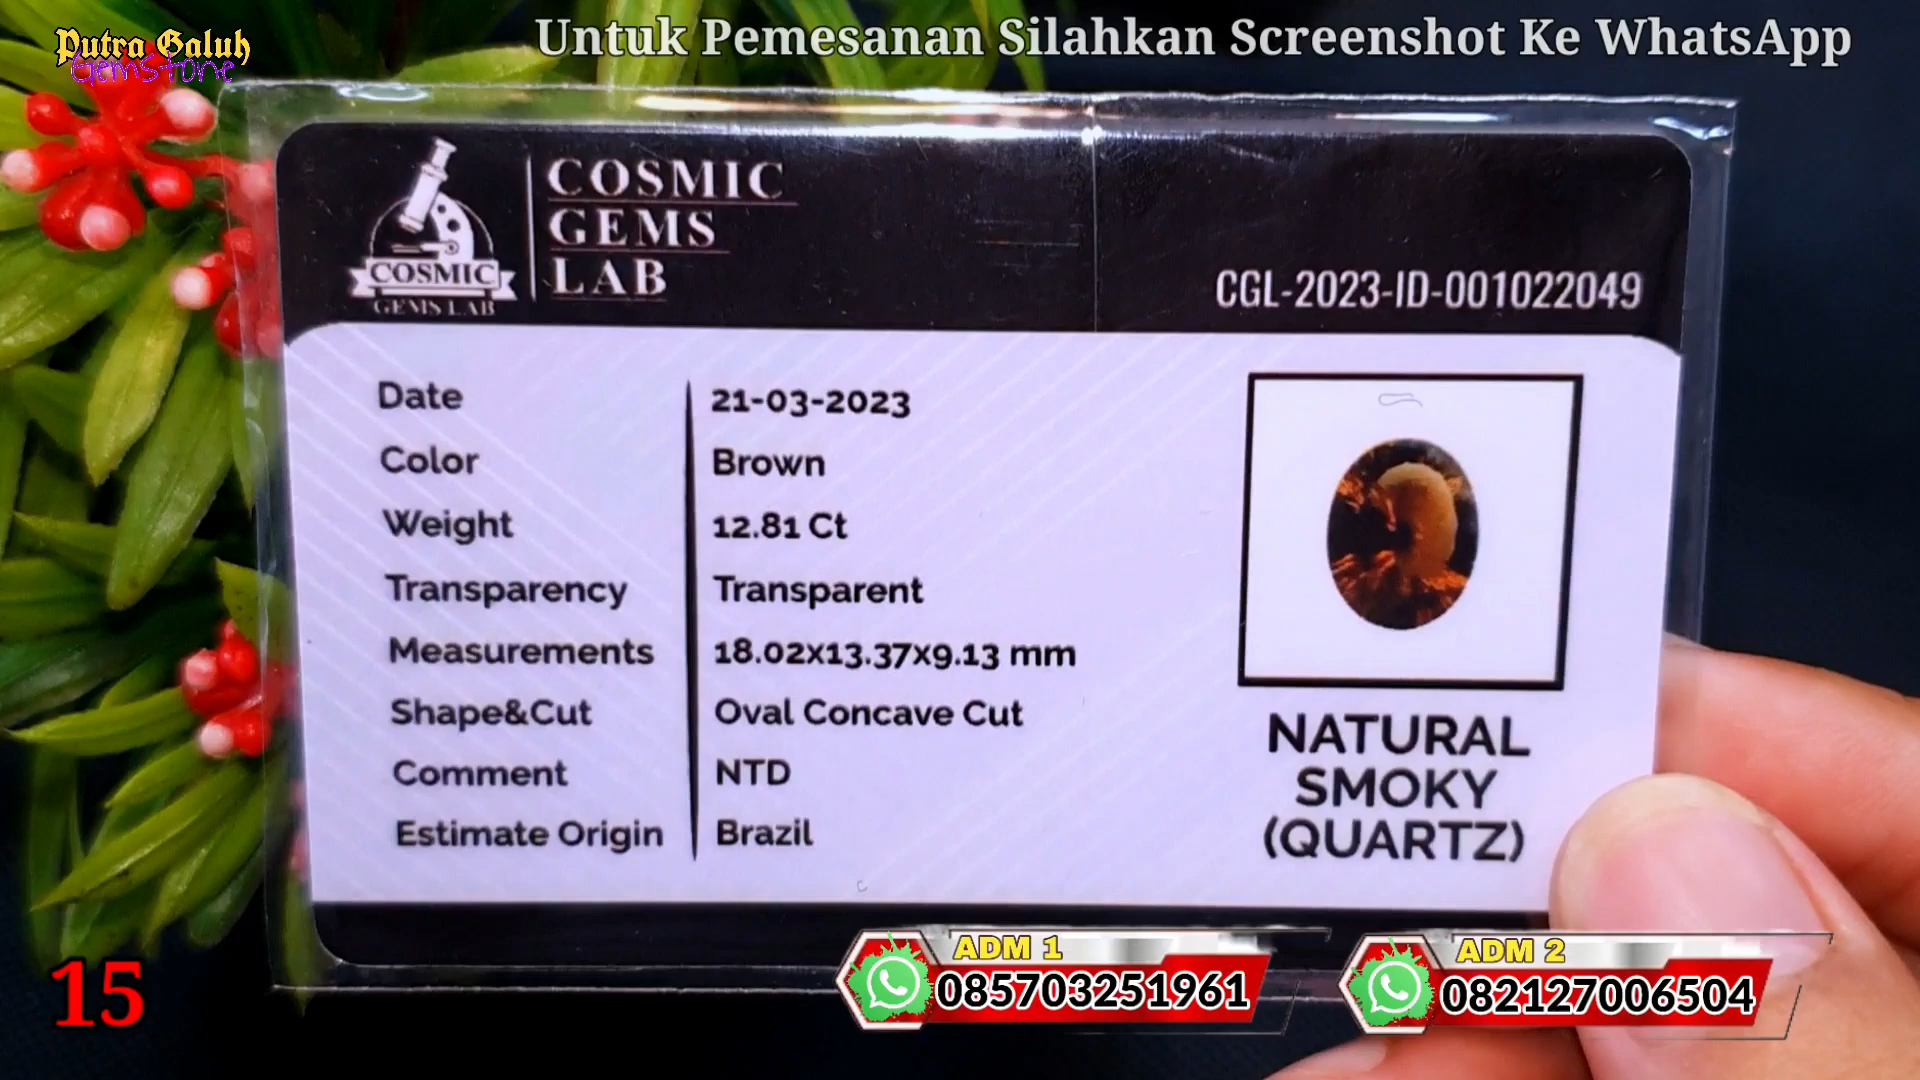 Putra Galuh
GemStone
Untuk Pemesanan Silahkan Screenshot Ke WhatsApp
COSMIC
GEMS LAB
COSMIC
GEMS
LAB
CGL-2023-ID-001022049
Date 21-03-2023
Color Brown
Weight 12.81 Ct
Transparency Transparent
Measurements 18.02x13.37x9.13 mm
Shape&Cut Oval Concave Cut
Comment NTD
Estimate Origin Brazil
NATURAL
SMOKY
(QUARTZ)
15
ADM 1
085703251961
ADM 2
082127006504